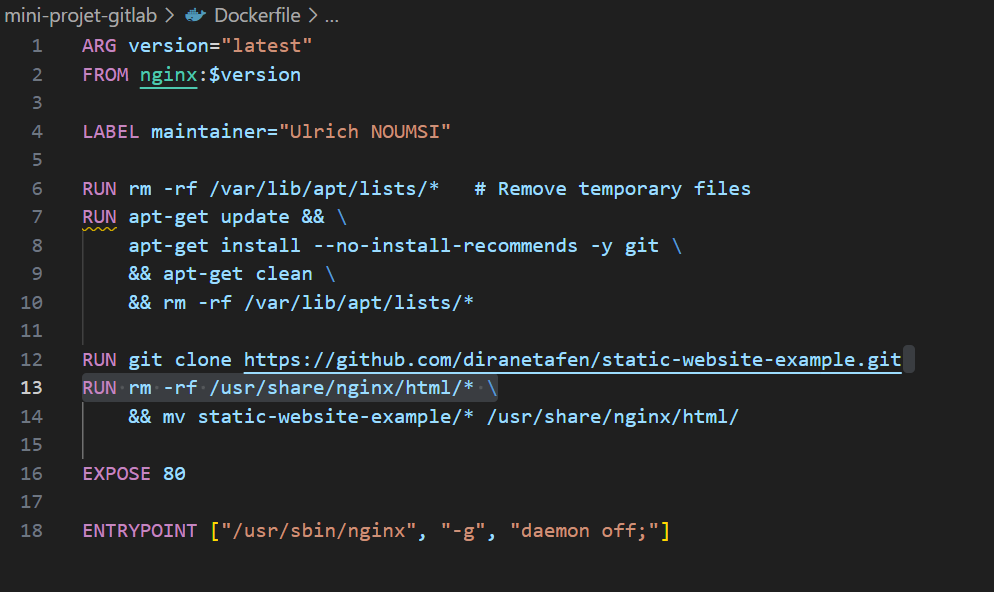 mini-projet-gitlab > Dockerfile > ...
1 ARG version="latest"
2 FROM nginx:$version
3
4 LABEL maintainer="Ulrich NOUMSI"
5
6 RUN rm -rf /var/lib/apt/lists/*   # Remove temporary files
7 RUN apt-get update && \
8     apt-get install --no-install-recommends -y git \
9     && apt-get clean \
10     && rm -rf /var/lib/apt/lists/*
11
12 RUN git clone https://github.com/diranetafen/static-website-example.git
13 RUN rm -rf /usr/share/nginx/html/* \
14     && mv static-website-example/* /usr/share/nginx/html/
15
16 EXPOSE 80
17
18 ENTRYPOINT ["/usr/sbin/nginx", "-g", "daemon off;"]